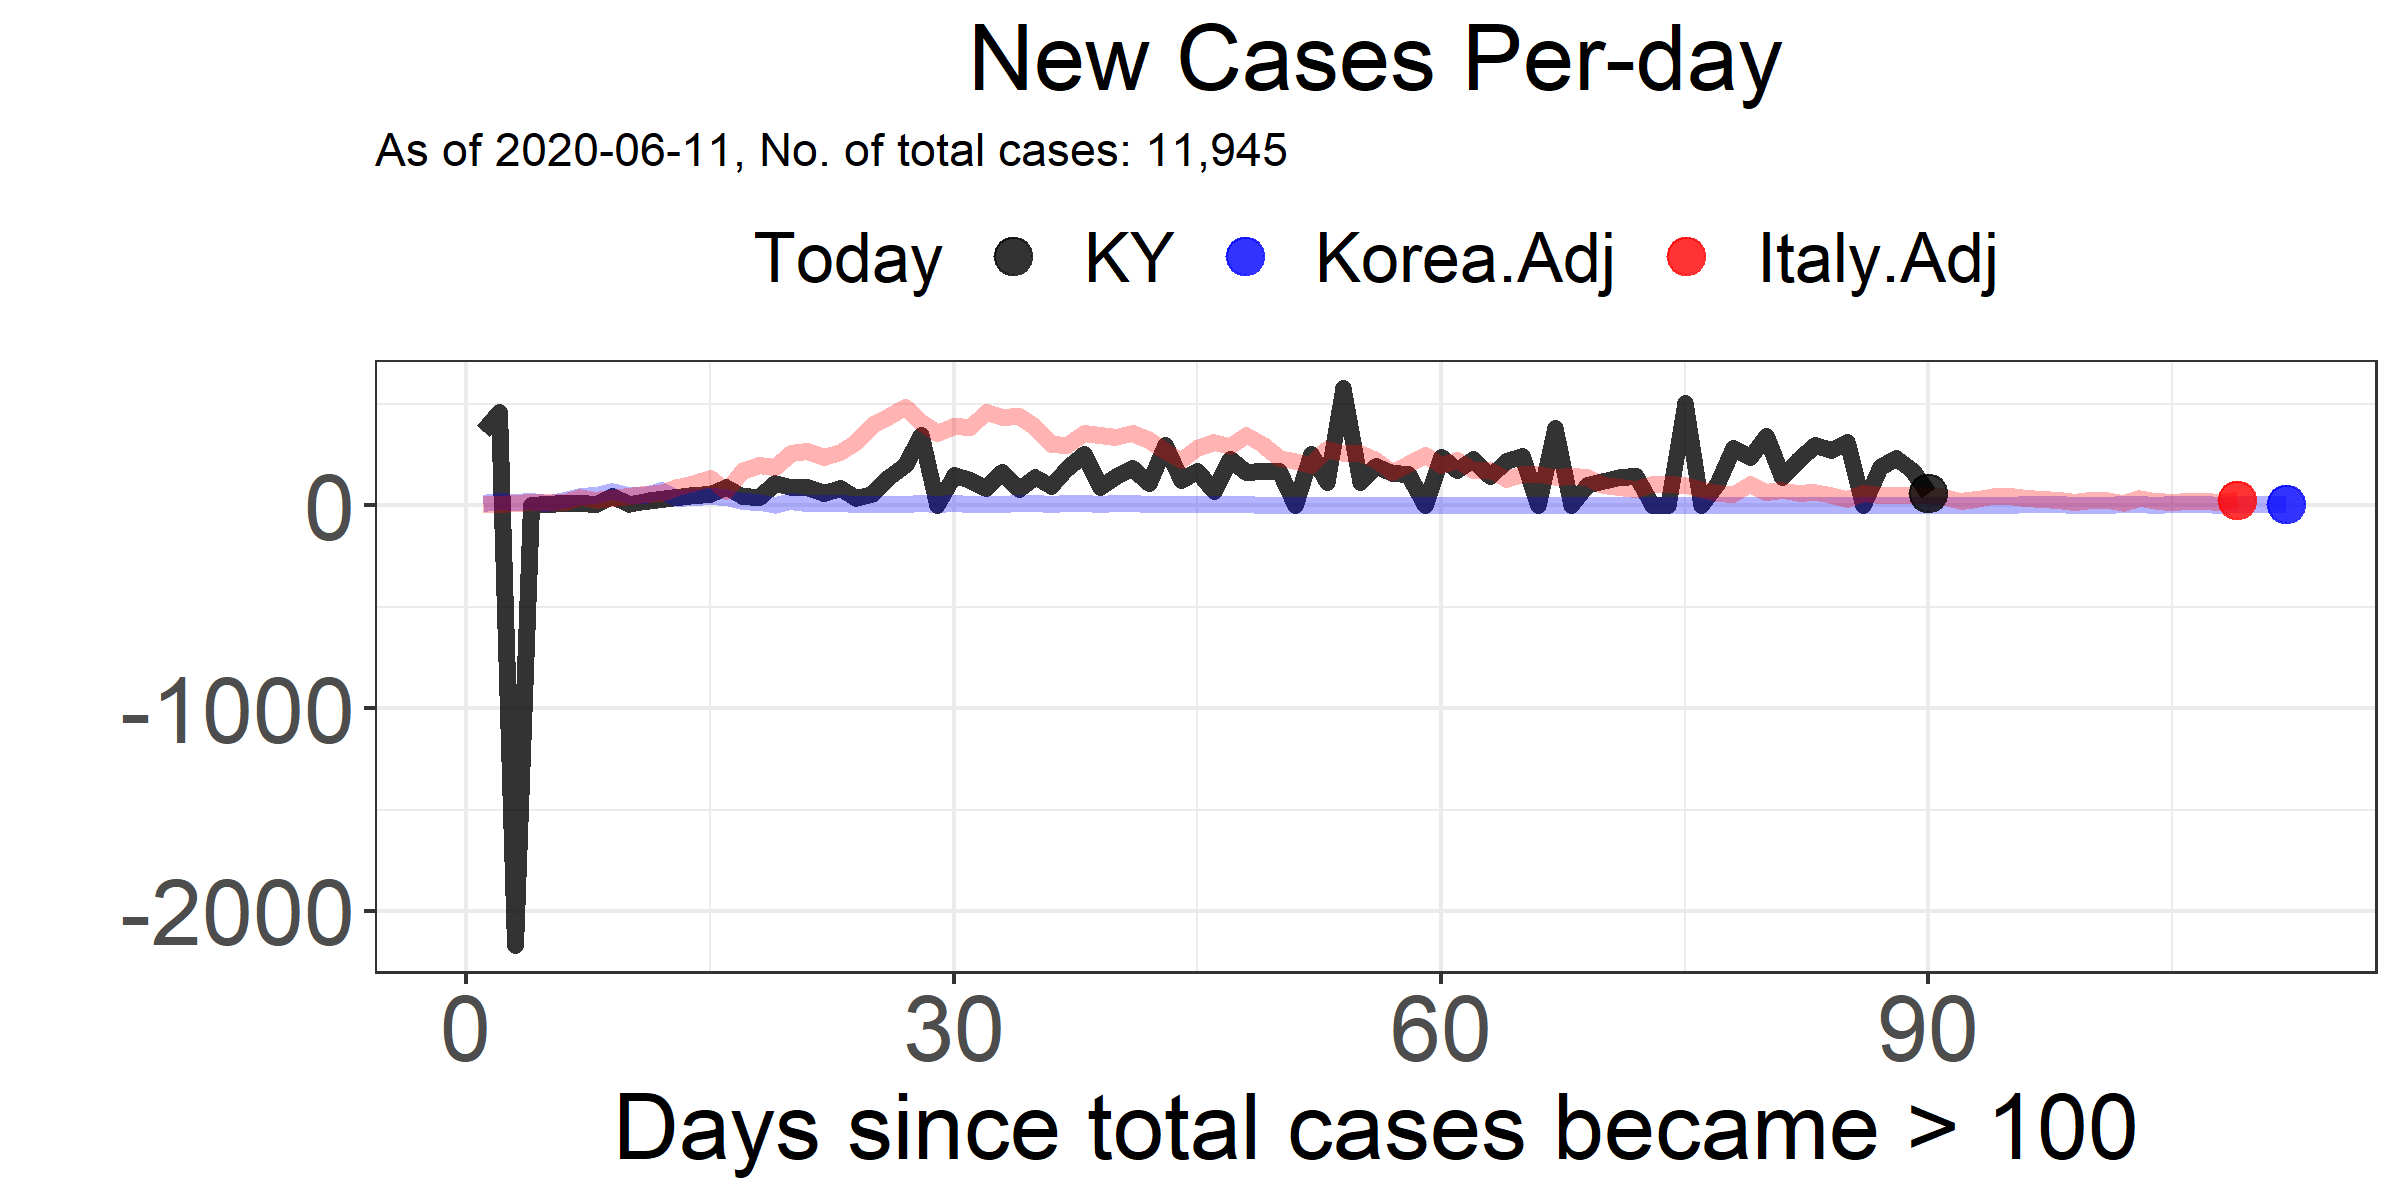 New Cases Per-day
As of 2020-06-11, No. of total cases: 11,945
Today KY Korea.Adj Italy.Adj
0
-1000
-2000
0 30 60 90
Days since total cases became > 100